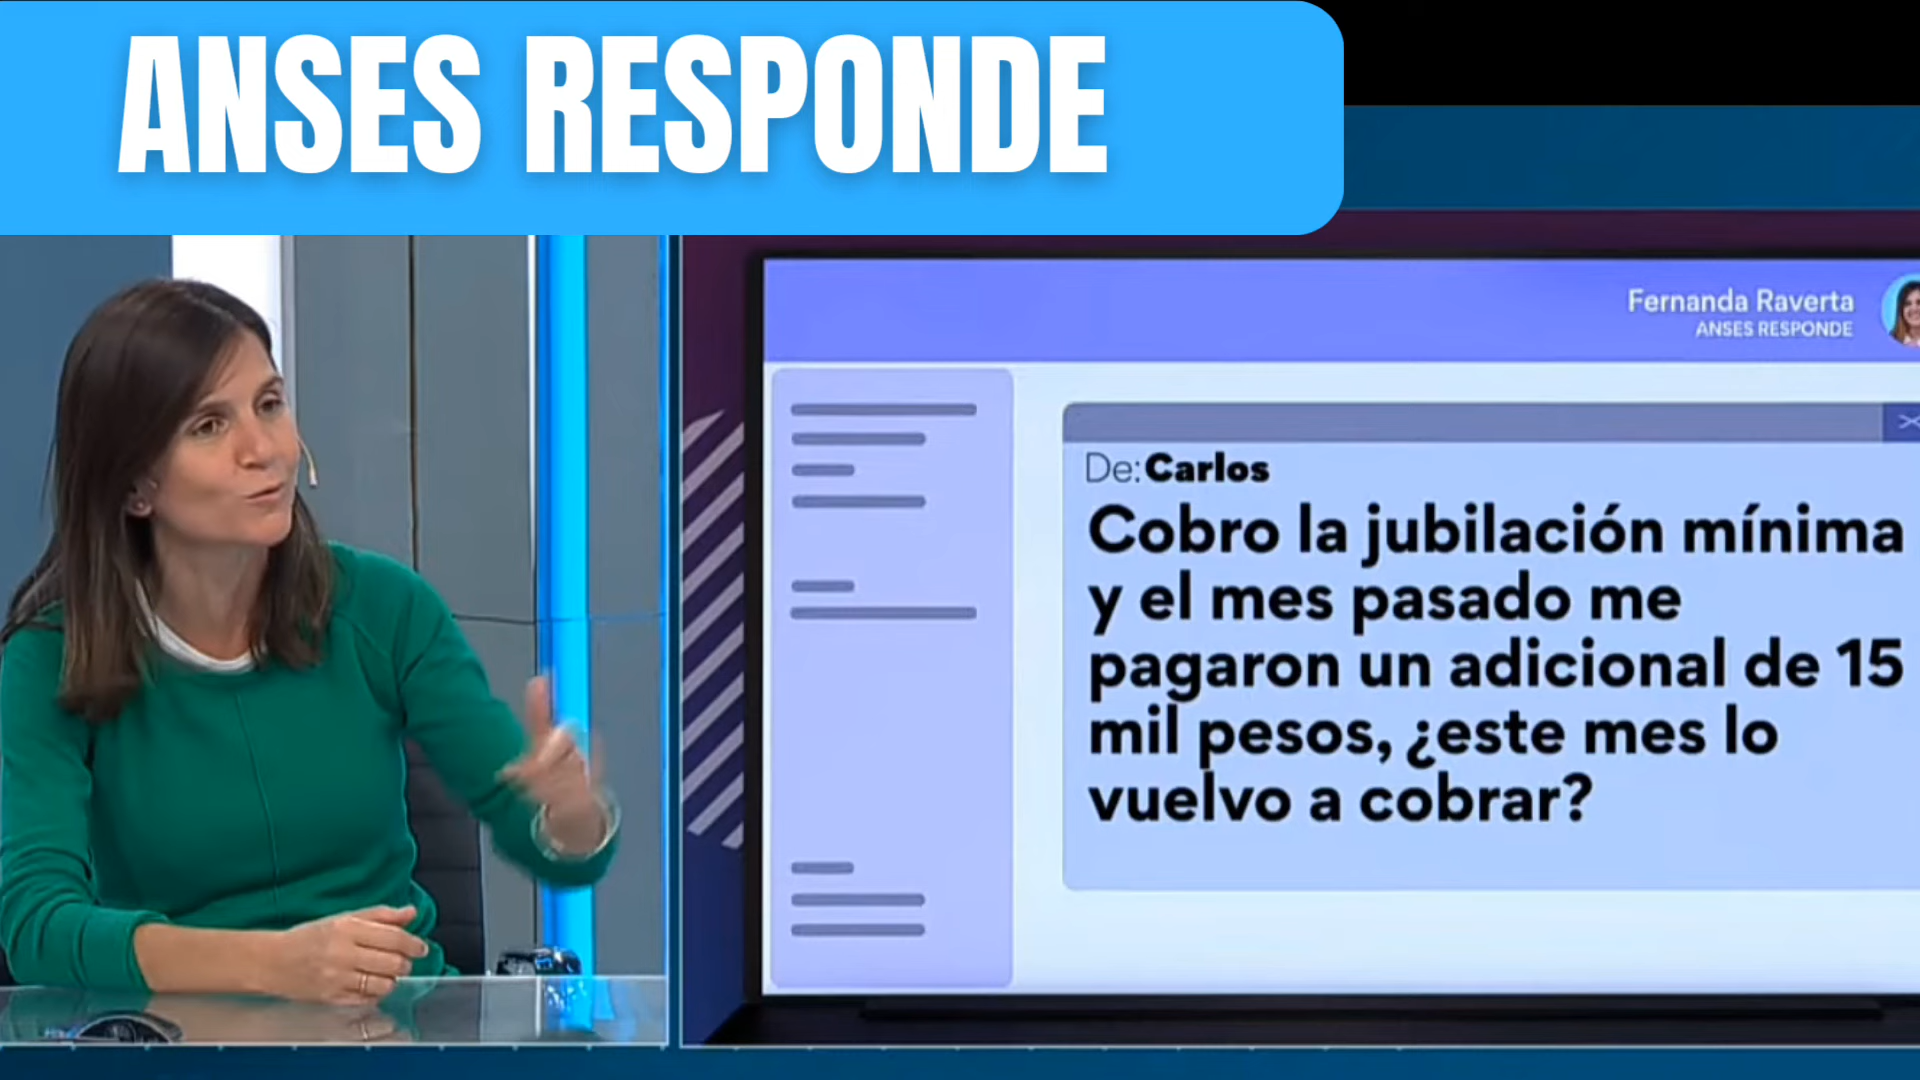 ANSES RESPONDE
Fernanda Raverta
ANSES RESPONDE
De:Carlos
Cobro la jubilación mínima
y el mes pasado me
pagaron un adicional de 15
mil pesos, ¿este mes lo
vuelvo a cobrar?